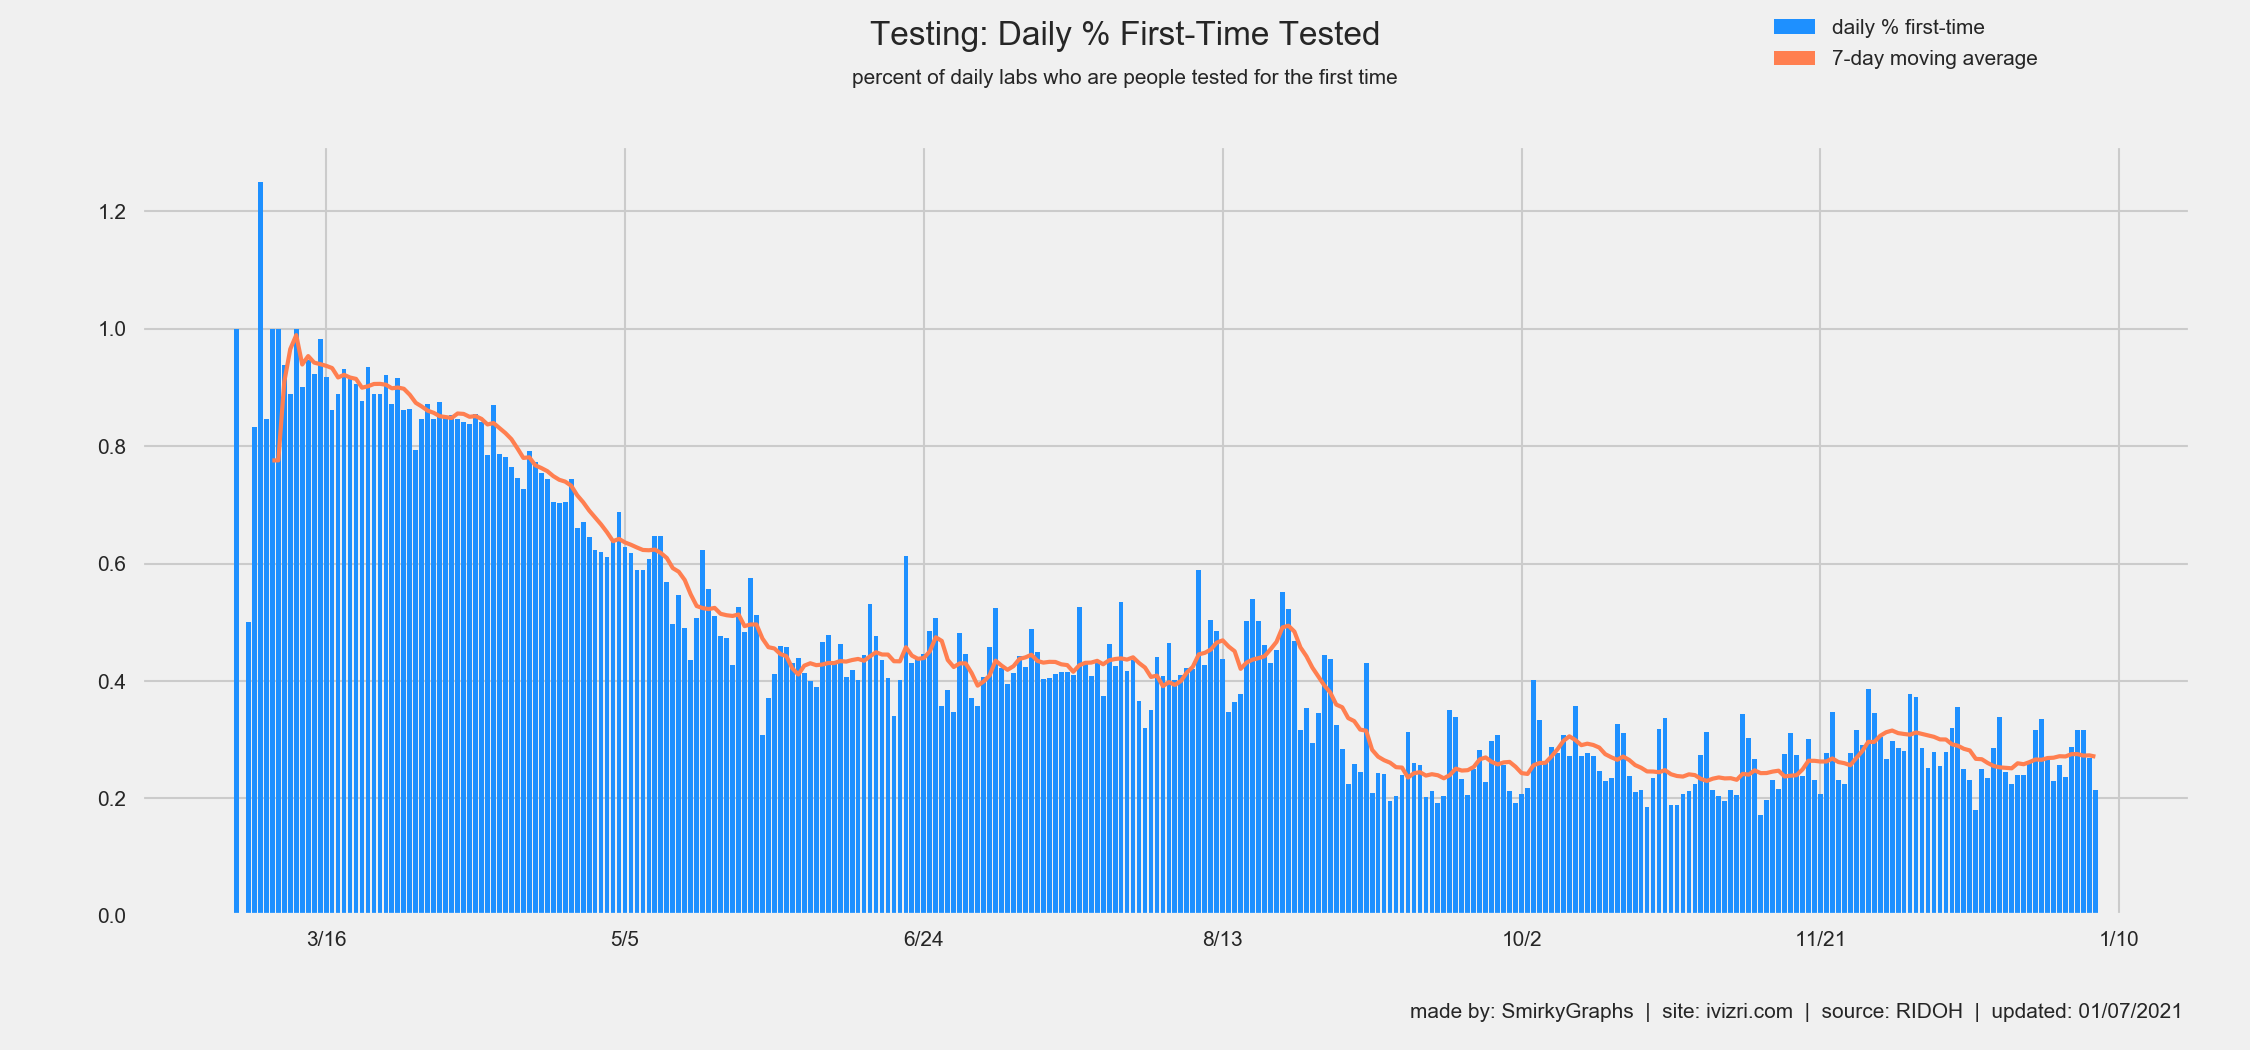 Testing: Daily % First-Time Tested
percent of daily labs who are people tested for the first time
daily % first-time
7-day moving average
1.2
1.0
0.8
0.6
0.4
0.2
0.0
3/16 5/5 6/24 8/13 10/2 11/21 1/10
made by: SmirkyGraphs | site: ivizri.com | source: RIDOH | updated: 01/07/2021